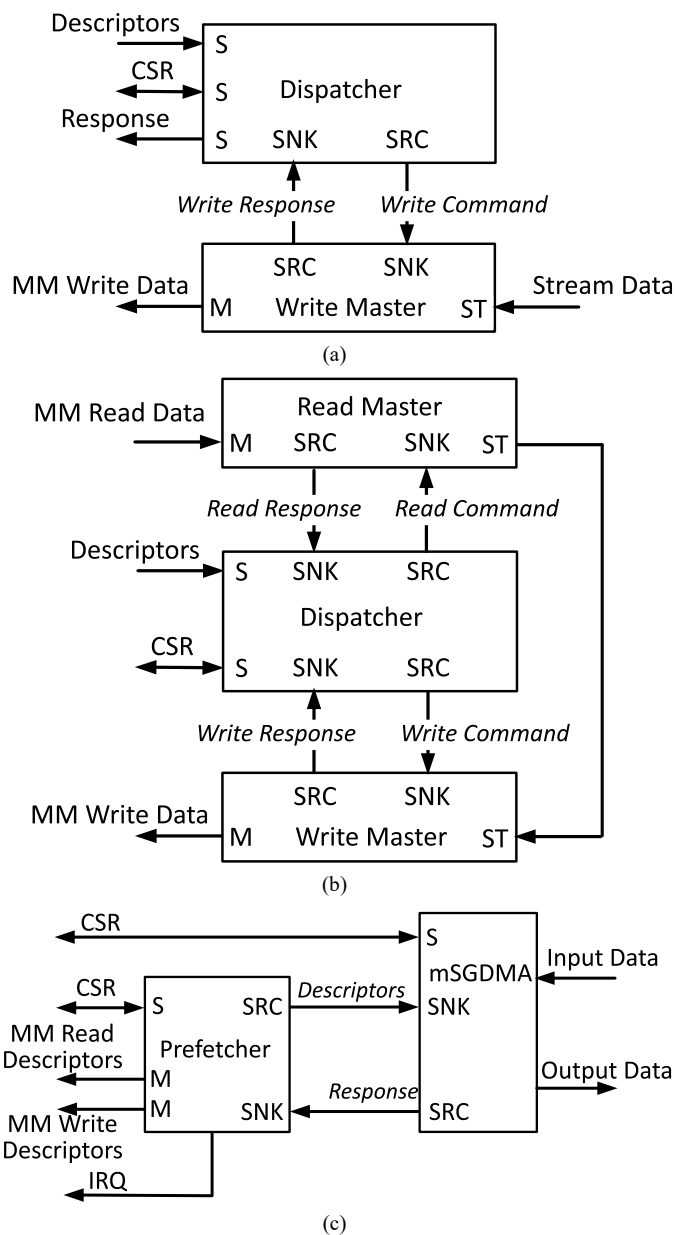 Descriptors
S
CSR
S
Dispatcher
Response
S SNK SRC
Write Response Write Command
SRC SNK
MM Write Data Stream Data
M Write Master ST
(a)
Read Master
MM Read Data
M SRC SNK ST
Read Response Read Command
Descriptors
S SNK SRC
Dispatcher
CSR
S SNK SRC
Write Response Write Command
SRC SNK
MM Write Data
M Write Master ST
(b)
CSR
S
mSGDMA Input Data
CSR Descriptors
S SRC SNK
MM Read
Descriptors
Prefetcher
M
Output Data
M Response
SNK SRC
MM Write
Descriptors
IRQ
(c)